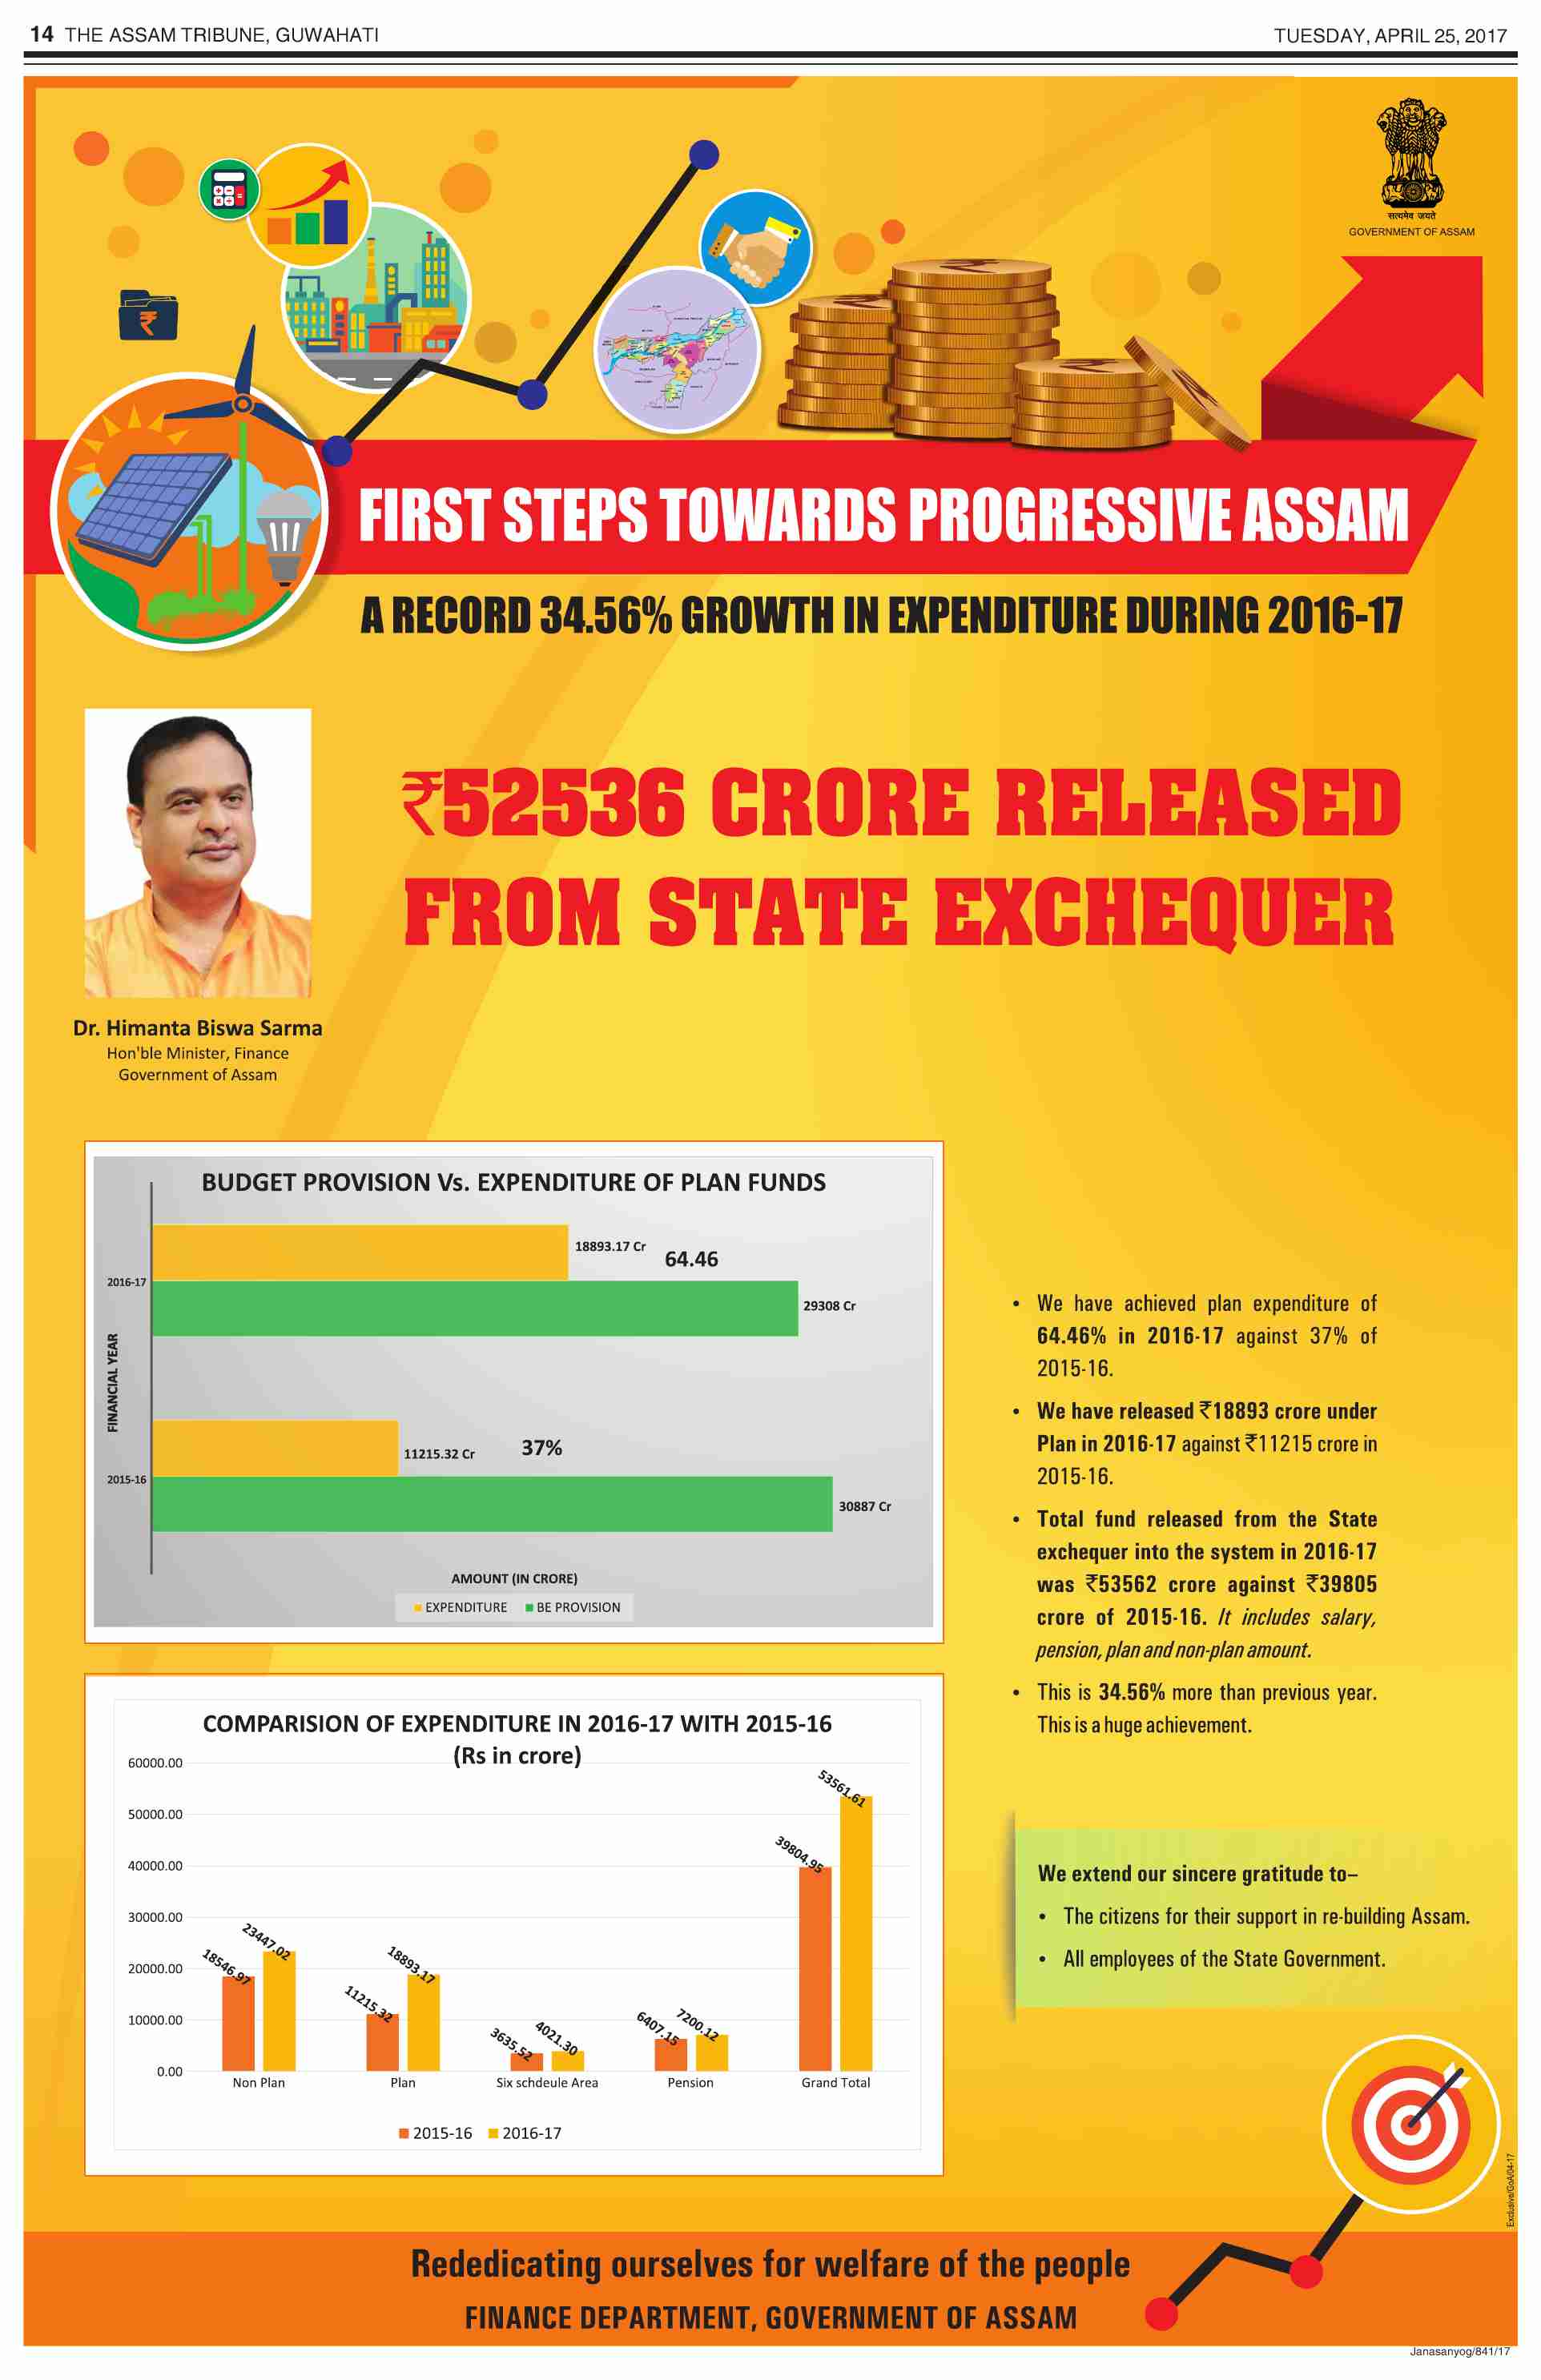 14 THE ASSAM TRIBUNE, GUWAHATI
TUESDAY, APRIL 25, 2017
सत्यमेव जयते
GOVERNMENT OF ASSAM
FIRST STEPS TOWARDS PROGRESSIVE ASSAM
A RECORD 34.56% GROWTH IN EXPENDITURE DURING 2016-17
₹52536 CRORE RELEASED
FROM STATE EXCHEQUER
Dr. Himanta Biswa Sarma
Hon'ble Minister, Finance
Government of Assam
BUDGET PROVISION Vs. EXPENDITURE OF PLAN FUNDS
18893.17 Cr
64.46
2016-17
29308 Cr
FINANCIAL YEAR
11215.32 Cr
37%
2015-16
30887 Cr
AMOUNT (IN CRORE)
EXPENDITURE
BE PROVISION
COMPARISION OF EXPENDITURE IN 2016-17 WITH 2015-16
(Rs in crore)
60000.00
50000.00
40000.00
30000.00
20000.00
10000.00
0.00
18546.97
23447.02
11215.32
18893.17
3635.52
4021.30
6407.15
7200.12
39804.95
53561.61
Non Plan
Plan
Six schdeule Area
Pension
Grand Total
2015-16
2016-17
• We have achieved plan expenditure of
64.46% in 2016-17 against 37% of
2015-16.
• We have released ₹18893 crore under
Plan in 2016-17 against ₹11215 crore in
2015-16.
• Total fund released from the State
exchequer into the system in 2016-17
was ₹53562 crore against ₹39805
crore of 2015-16. It includes salary,
pension, plan and non-plan amount.
• This is 34.56% more than previous year.
This is a huge achievement.
We extend our sincere gratitude to–
• The citizens for their support in re-building Assam.
• All employees of the State Government.
Exclusive/GoA/04-17
Rededicating ourselves for welfare of the people
FINANCE DEPARTMENT, GOVERNMENT OF ASSAM
Janasanyog/841/17